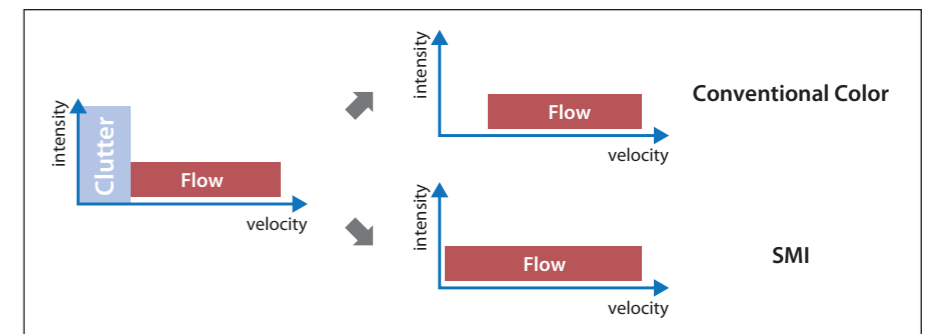 intensity
Clutter
Flow
velocity
intensity
Flow
velocity
Conventional Color
intensity
Flow
velocity
SMI